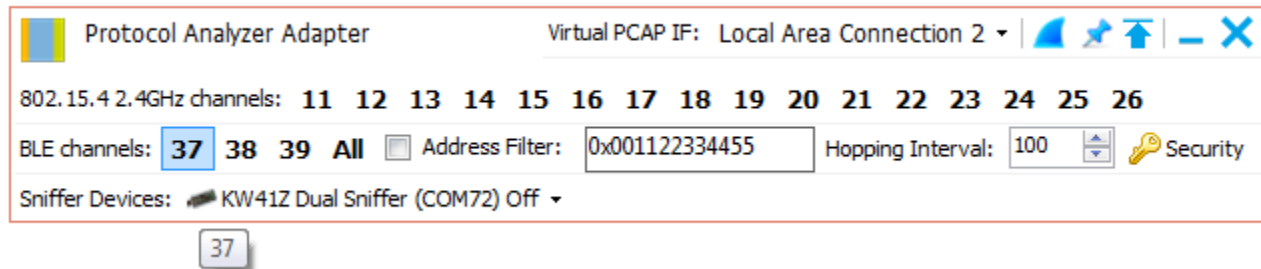 Protocol Analyzer Adapter Virtual PCAP IF: Local Area Connection 2
802.15.4 2.4GHz channels: 11 12 13 14 15 16 17 18 19 20 21 22 23 24 25 26
BLE channels: 37 38 39 All Address Filter: 0x001122334455 Hopping Interval: 100 Security
Sniffer Devices: KW41Z Dual Sniffer (COM72) Off
37